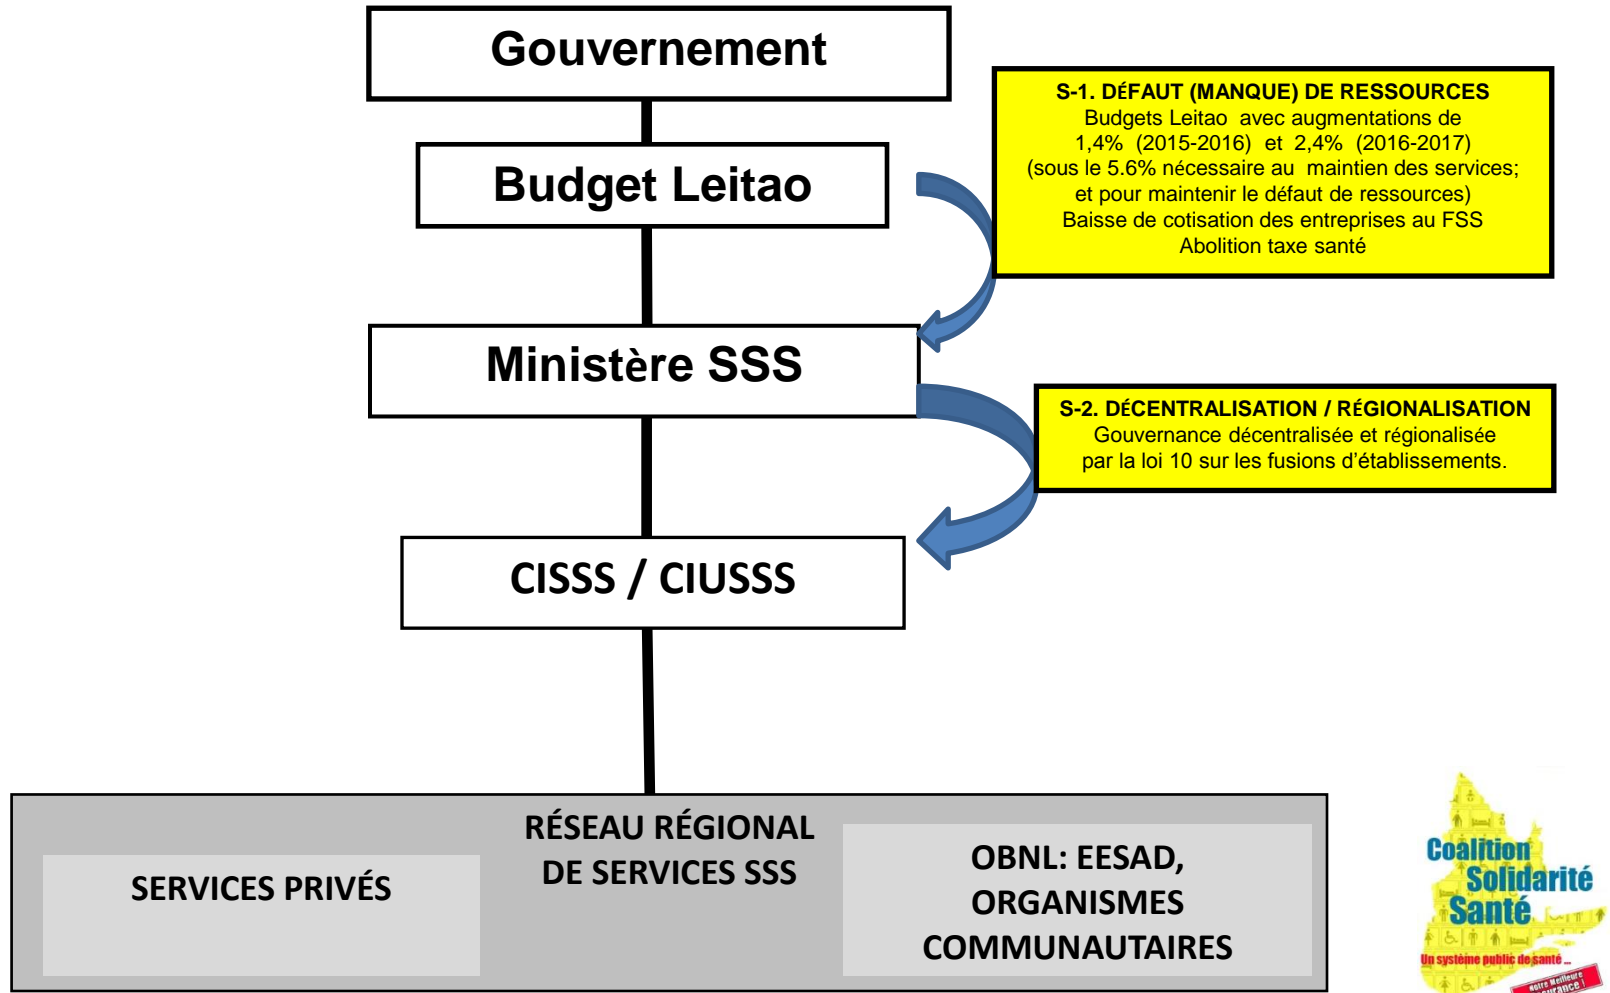 Gouvernement
Budget Leitao
S-1. DÉFAUT (MANQUE) DE RESSOURCES
Budgets Leitao avec augmentations de
1,4% (2015-2016) et 2,4% (2016-2017)
(sous le 5.6% nécessaire au maintien des services;
et pour maintenir le défaut de ressources)
Baisse de cotisation des entreprises au FSS
Abolition taxe santé
Ministère SSS
S-2. DÉCENTRALISATION / RÉGIONALISATION
Gouvernance décentralisée et régionalisée
par la loi 10 sur les fusions d’établissements.
CISSS / CIUSSS
RÉSEAU RÉGIONAL
DE SERVICES SSS
SERVICES PRIVÉS
OBNL: EESAD,
ORGANISMES
COMMUNAUTAIRES
Coalition
Solidarité
Santé
Un système public de santé ...
notre Meilleure